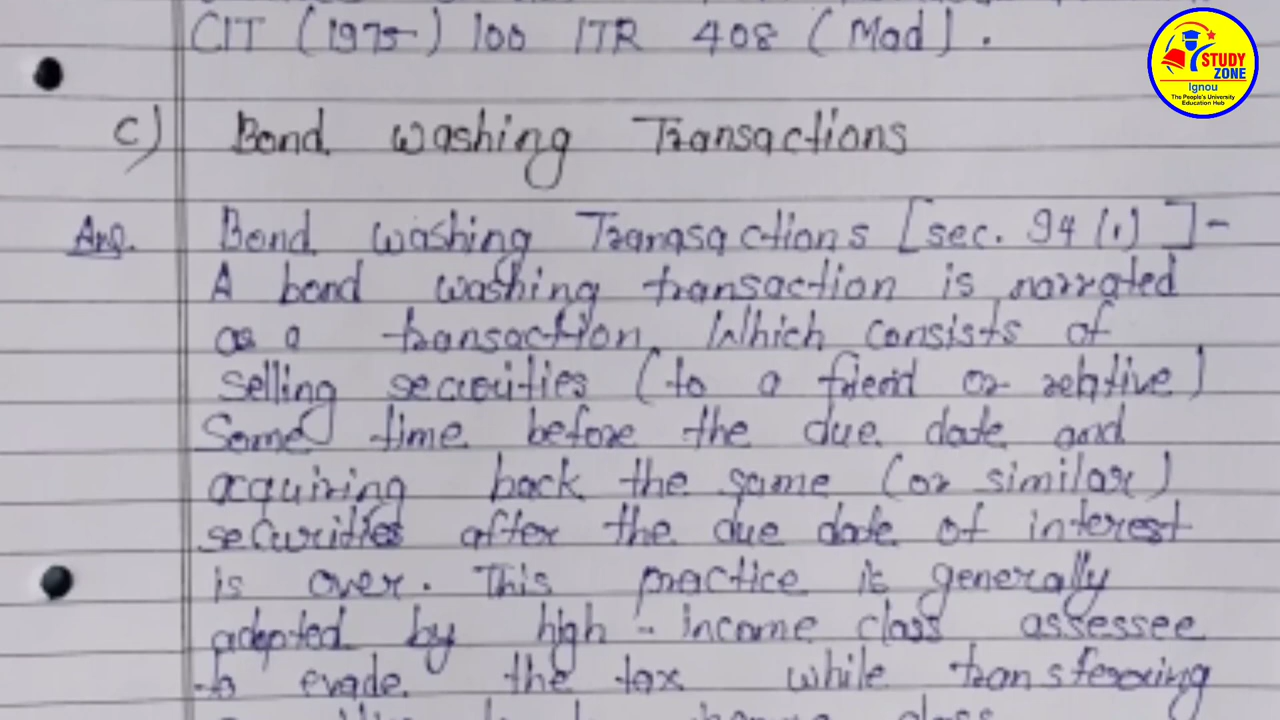 CIT (1975) 100 ITR 408 (Mad).
STUDY
ZONE
Ignou
The People's University
Education Hub
c) Bond washing Transactions
Ans. Bond washing Tranasactions [sec. 94 (1) ]-
A bond washing transaction is narrated
as a transaction, which consists of
selling securities (to a friend or relative)
Some time before the due date and
acquiring back the same (or similar)
securities after the due date of interest
is over. This practice is generally
adopted by high - income class assessee
to evade the tax while transferring
income class